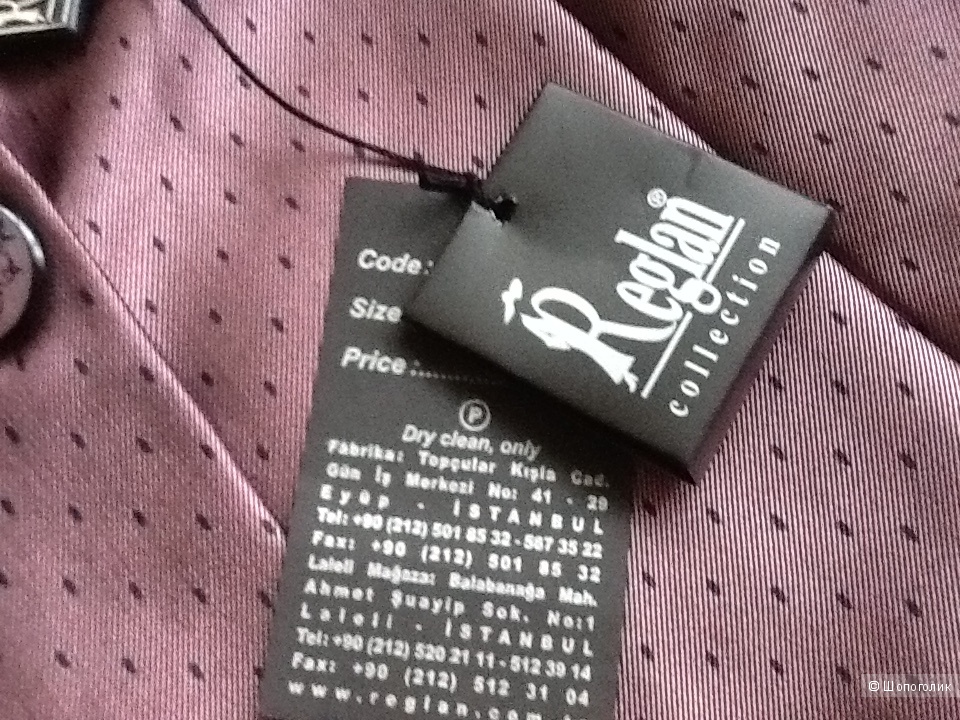 Reglan®
collection
Code:
Size
Price:..........
P
Dry clean, only
Fabrika: Topçular Kışla Cad.
Gün İş Merkezi No: 41 - 29
Eyüp - İSTANBUL
Tel: +90 (212) 501 85 32 - 567 35 22
Fax: +90 (212) 501 85 32
Laleli Mağaza: Balabanağa Mah.
Ahmet Şuayip Sok. No:1
Laleli - İSTANBUL
Tel: +90 (212) 520 21 11 - 512 39 14
Fax: +90 (212) 512 31 04
www.reglan.com.tr
© Шопоголик